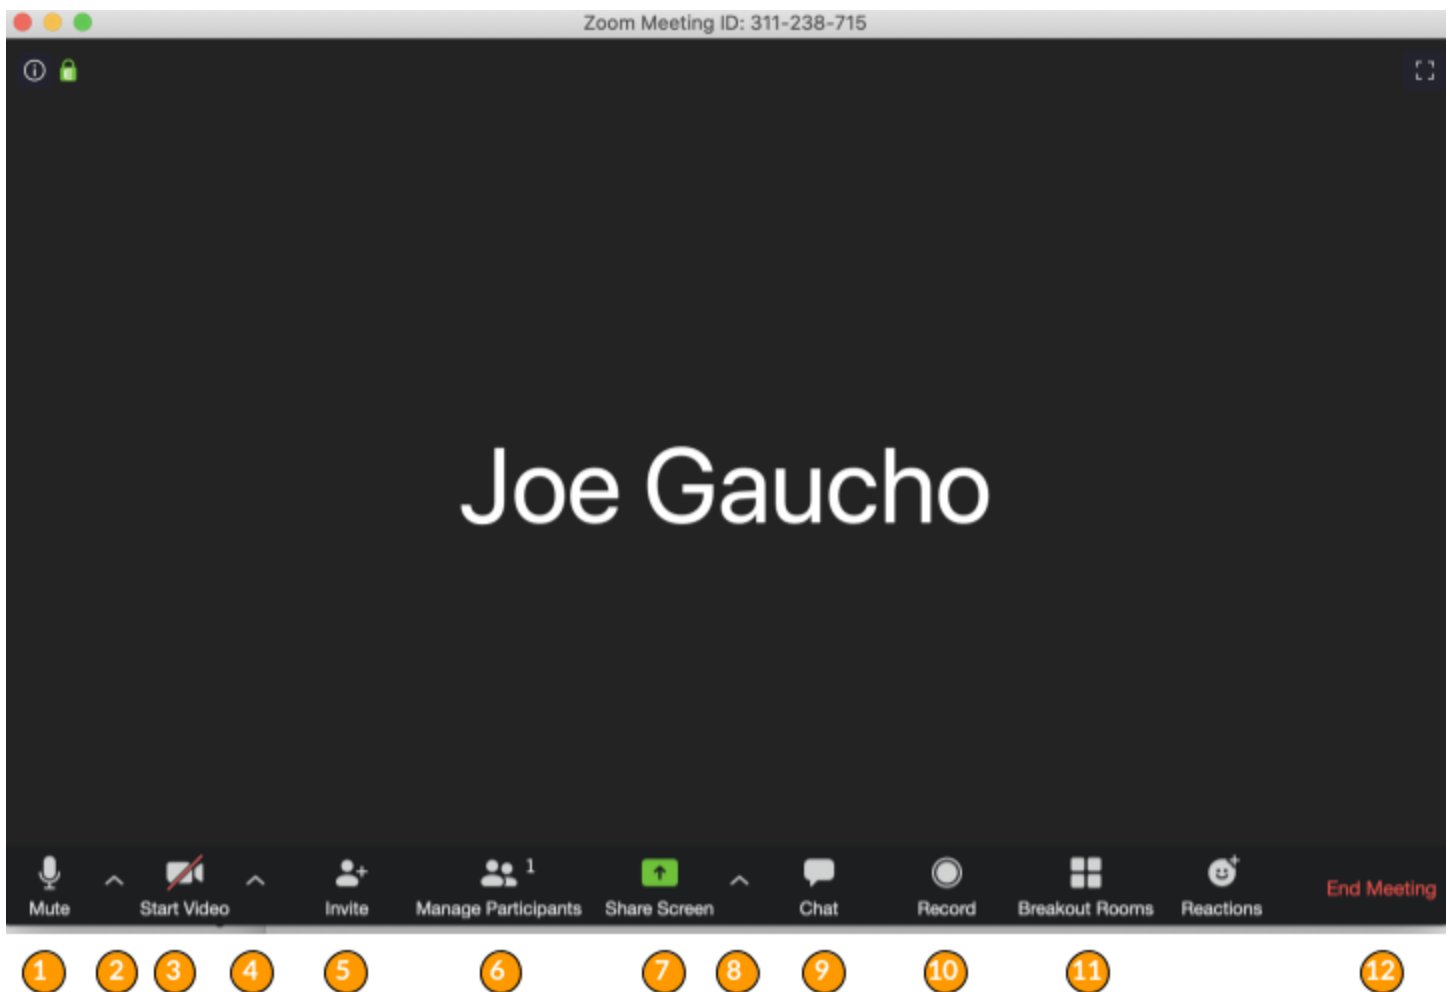 Zoom Meeting ID: 311-238-715
Joe Gaucho
1
Mute Start Video Invite Manage Participants Share Screen Chat Record Breakout Rooms Reactions End Meeting
1 2 3 4 5 6 7 8 9 10 11 12